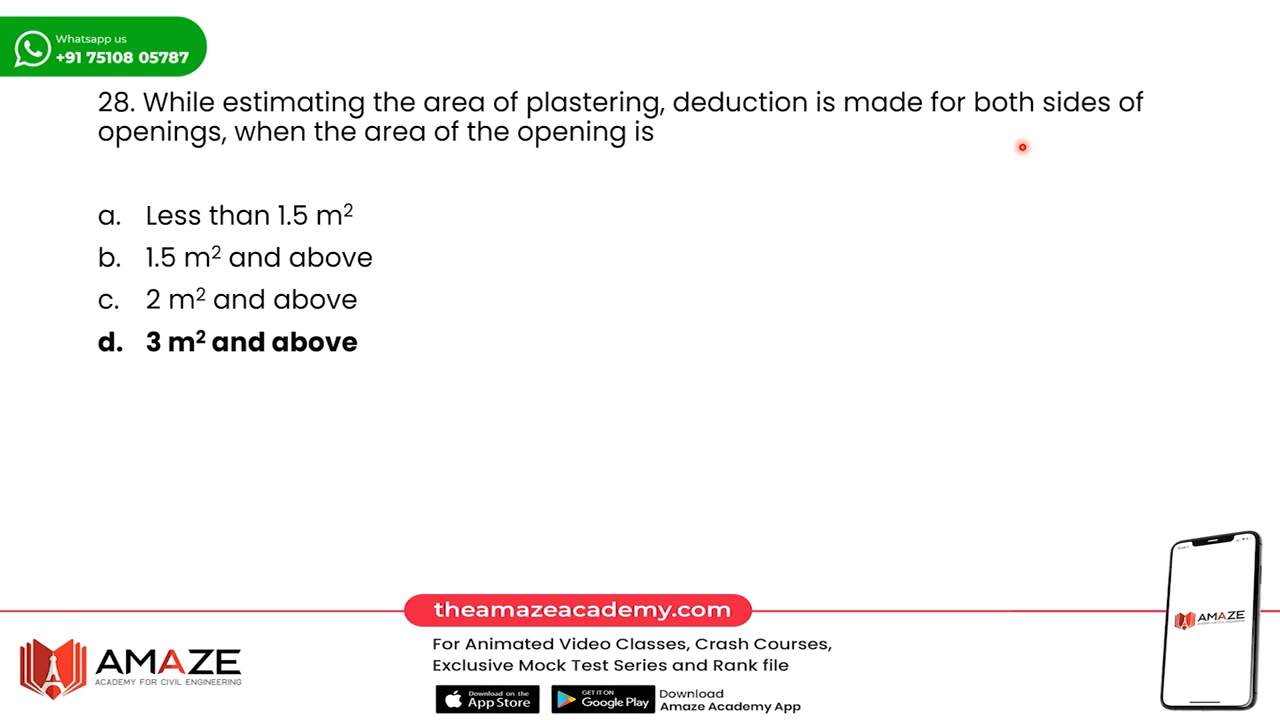 Whatsapp us
+91 75108 05787
28. While estimating the area of plastering, deduction is made for both sides of
openings, when the area of the opening is
a. Less than 1.5 m²
b. 1.5 m² and above
c. 2 m² and above
d. 3 m² and above
theamazeacademy.com
For Animated Video Classes, Crash Courses,
Exclusive Mock Test Series and Rank file
AMAZE
ACADEMY FOR CIVIL ENGINEERING
Download on the
App Store
GET IT ON
Google Play
Download
Amaze Academy App
AMAZE
ACADEMY FOR CIVIL ENGINEERING